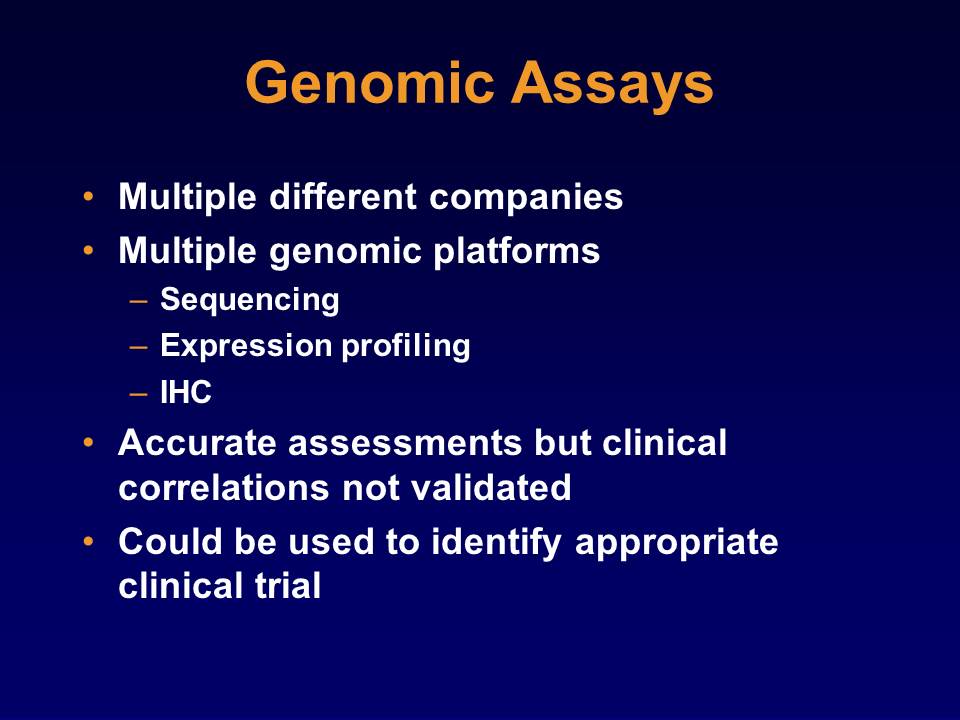 Genomic Assays
• Multiple different companies
• Multiple genomic platforms
– Sequencing
– Expression profiling
– IHC
• Accurate assessments but clinical
correlations not validated
• Could be used to identify appropriate
clinical trial